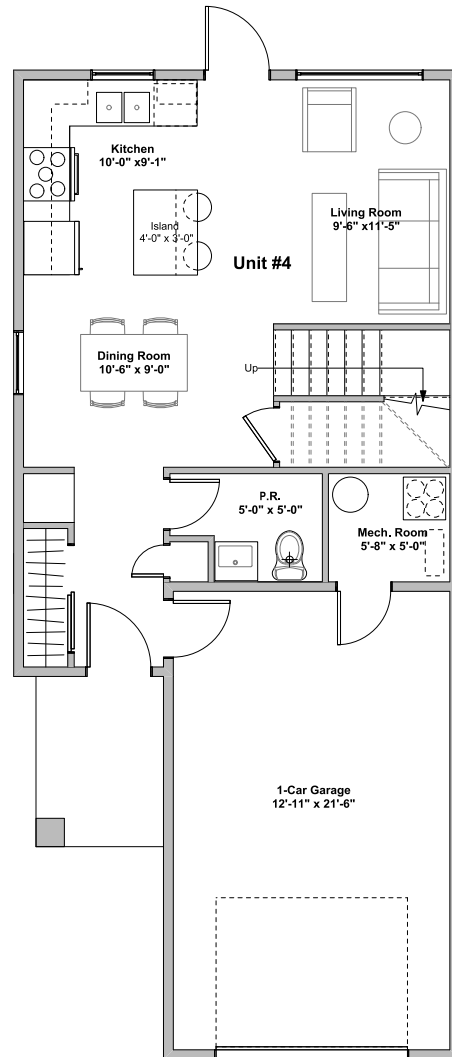 Kitchen
10'-0" x9'-1"
Island
4'-0" x 3'-0"
Living Room
9'-6" x11'-5"
Unit #4
Dining Room
10'-6" x 9'-0"
Up
P.R.
5'-0" x 5'-0"
Mech. Room
5'-8" x 5'-0"
1-Car Garage
12'-11" x 21'-6"